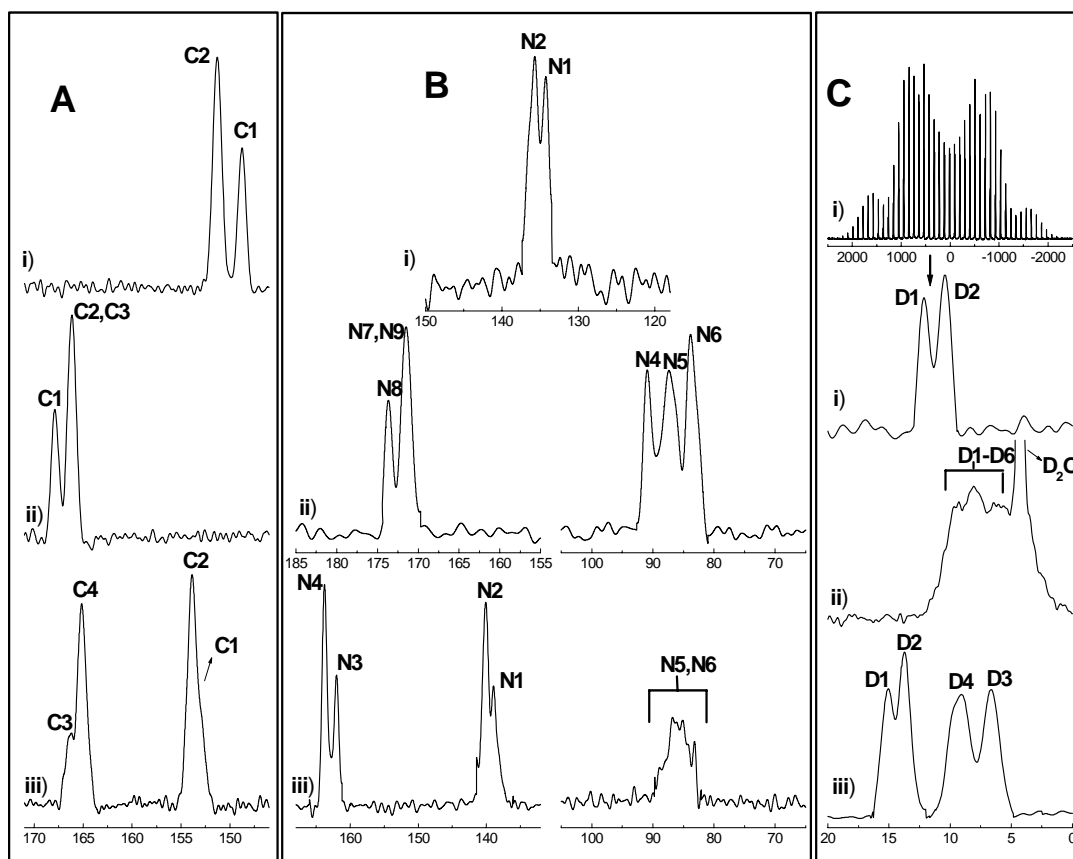 A
C2
C1
i)
C2,C3
C1
ii)
C4
C2
C1
C3
iii)
170 165 160 155 150
B
N2
N1
i)
150 140 130 120
N7,N9
N8
N4
N5
N6
ii)
185 180 175 170 165 160 155
100 90 80 70
N4
N3
N2
N1
N5,N6
iii)
160 140
100 90 80 70
C
i)
2000 1000 0 -1000 -2000
D1
D2
i)
D1-D6
D2O
ii)
D1
D2
D4
D3
iii)
20 15 10 5 0